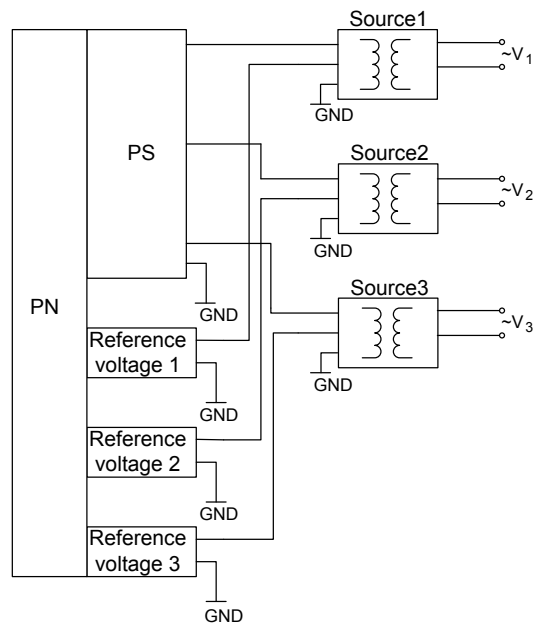 Source1
~V1
GND
PS
Source2
~V2
GND
Source3
PN
GND
~V3
Reference
voltage 1
GND
GND
Reference
voltage 2
GND
Reference
voltage 3
GND